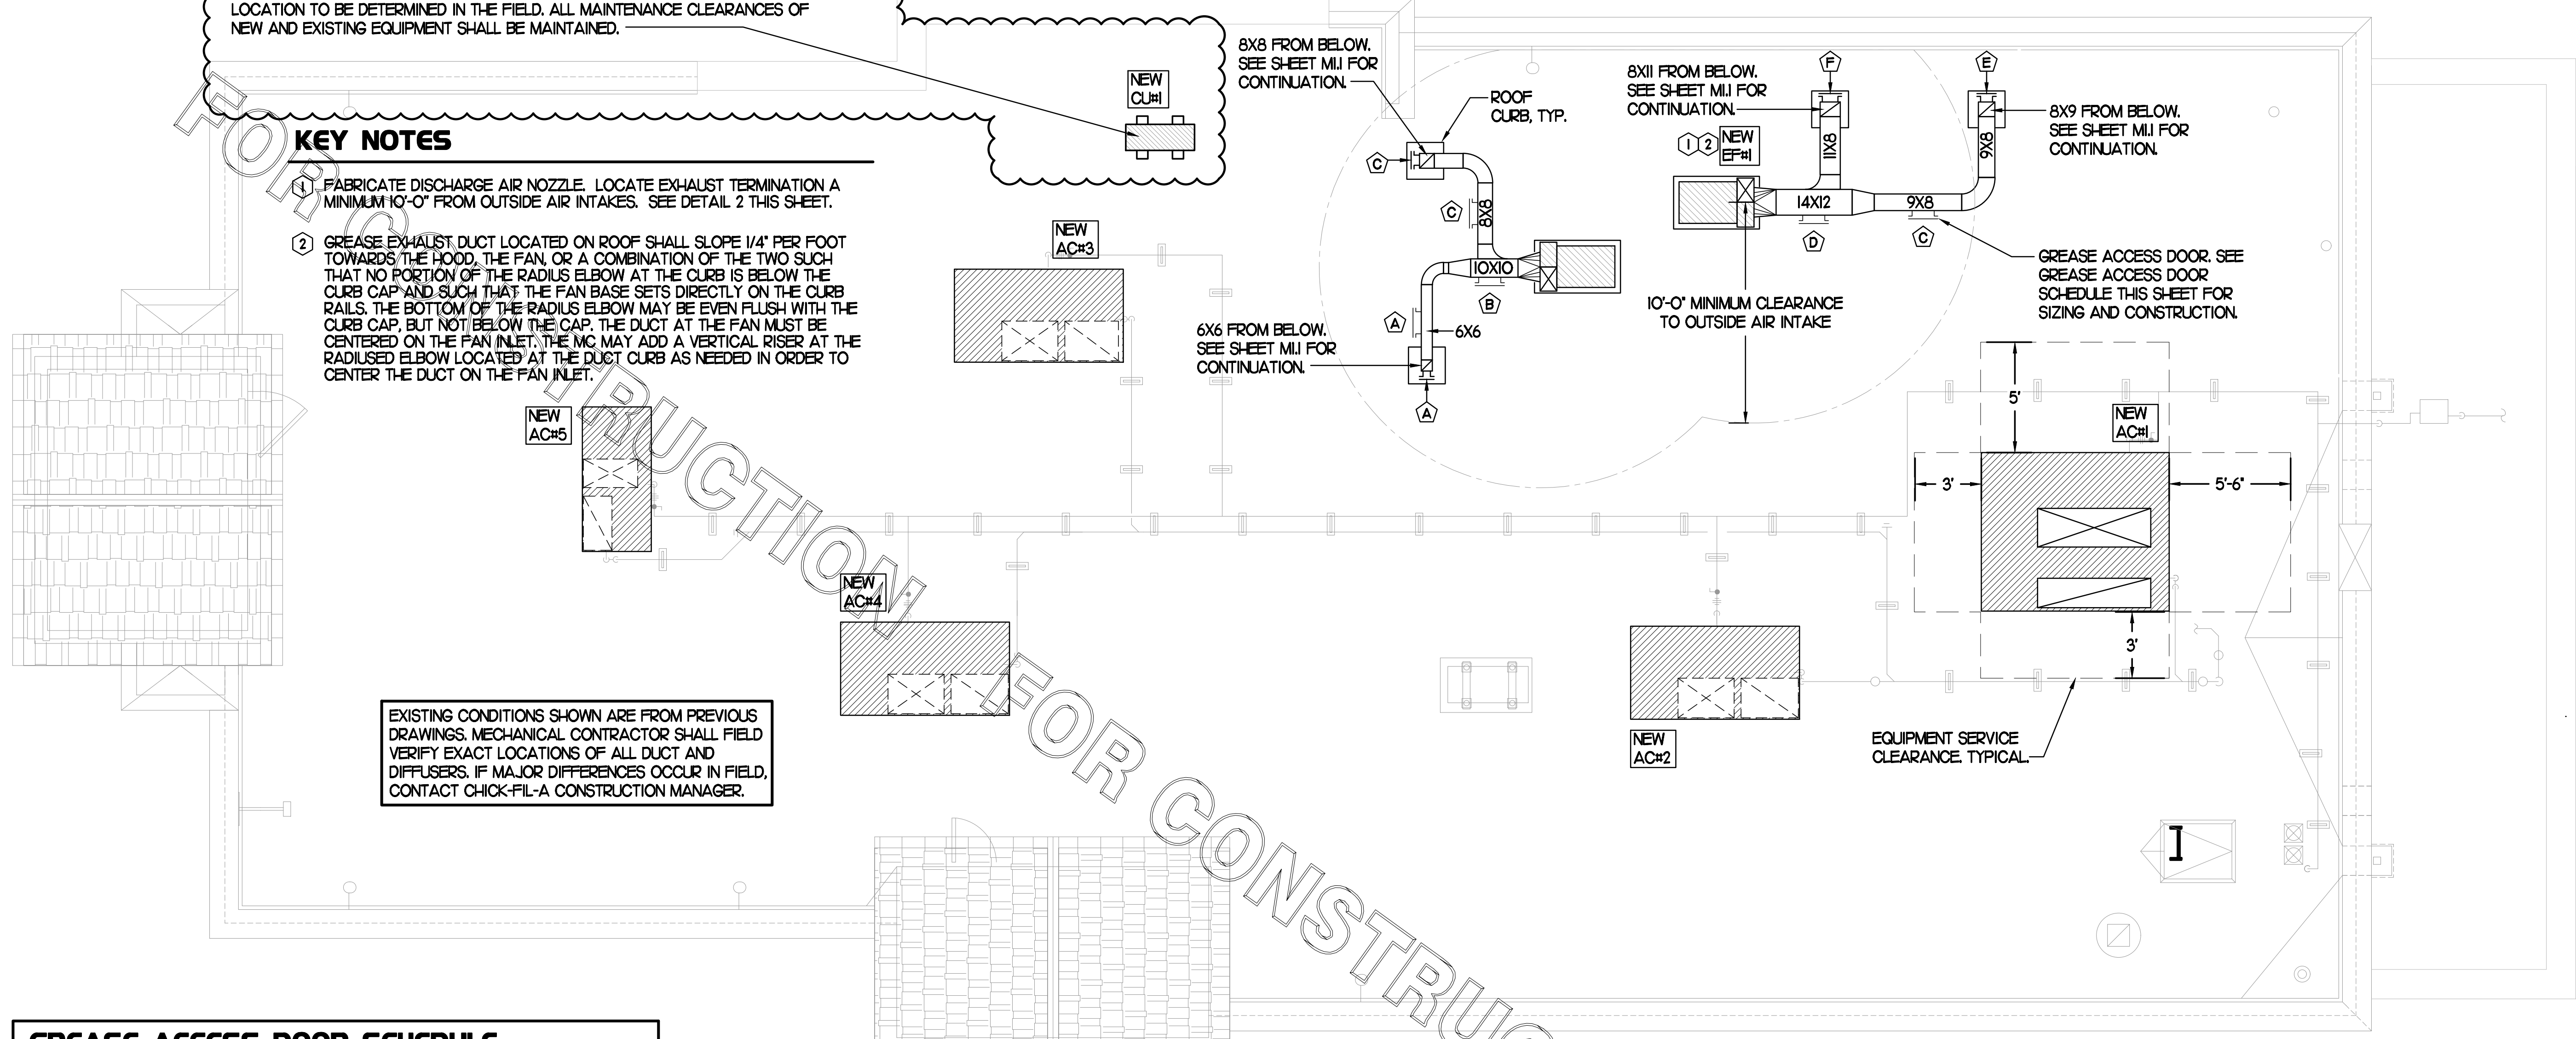 LOCATION TO BE DETERMINED IN THE FIELD. ALL MAINTENANCE CLEARANCES OF
NEW AND EXISTING EQUIPMENT SHALL BE MAINTAINED.
NEW
CU#1
KEY NOTES
1 FABRICATE DISCHARGE AIR NOZZLE. LOCATE EXHAUST TERMINATION A
MINIMUM 10'-0" FROM OUTSIDE AIR INTAKES. SEE DETAIL 2 THIS SHEET.
2 GREASE EXHAUST DUCT LOCATED ON ROOF SHALL SLOPE 1/4" PER FOOT
TOWARDS THE HOOD, THE FAN, OR A COMBINATION OF THE TWO SUCH
THAT NO PORTION OF THE RADIUS ELBOW AT THE CURB IS BELOW THE
CURB CAP AND SUCH THAT THE FAN BASE SETS DIRECTLY ON THE CURB
RAILS. THE BOTTOM OF THE RADIUS ELBOW MAY BE EVEN FLUSH WITH THE
CURB CAP, BUT NOT BELOW THE CAP. THE DUCT AT THE FAN MUST BE
CENTERED ON THE FAN INLET. THE MC MAY ADD A VERTICAL RISER AT THE
RADIUSED ELBOW LOCATED AT THE DUCT CURB AS NEEDED IN ORDER TO
CENTER THE DUCT ON THE FAN INLET.
8X8 FROM BELOW.
SEE SHEET M1.1 FOR
CONTINUATION.
ROOF
CURB, TYP.
C
C
8X8
10X10
B
A
6X6
A
6X6 FROM BELOW.
SEE SHEET M1.1 FOR
CONTINUATION.
8X11 FROM BELOW.
SEE SHEET M1.1 FOR
CONTINUATION.
F
E
8X9 FROM BELOW.
SEE SHEET M1.1 FOR
CONTINUATION.
1 2
NEW
EF#1
11X8
9X8
14X12
9X8
D
C
GREASE ACCESS DOOR. SEE
GREASE ACCESS DOOR
SCHEDULE THIS SHEET FOR
SIZING AND CONSTRUCTION.
10'-0" MINIMUM CLEARANCE
TO OUTSIDE AIR INTAKE
NEW
AC#3
NEW
AC#5
NEW
AC#4
NEW
AC#1
5'
3'
5'-6"
3'
NEW
AC#2
EQUIPMENT SERVICE
CLEARANCE, TYPICAL.
EXISTING CONDITIONS SHOWN ARE FROM PREVIOUS
DRAWINGS. MECHANICAL CONTRACTOR SHALL FIELD
VERIFY EXACT LOCATIONS OF ALL DUCT AND
DIFFUSERS. IF MAJOR DIFFERENCES OCCUR IN FIELD,
CONTACT CHICK-FIL-A CONSTRUCTION MANAGER.
FOR CONSTRUCTION
FOR CONSTRUC
GREASE ACCESS DOOR SCHEDULE